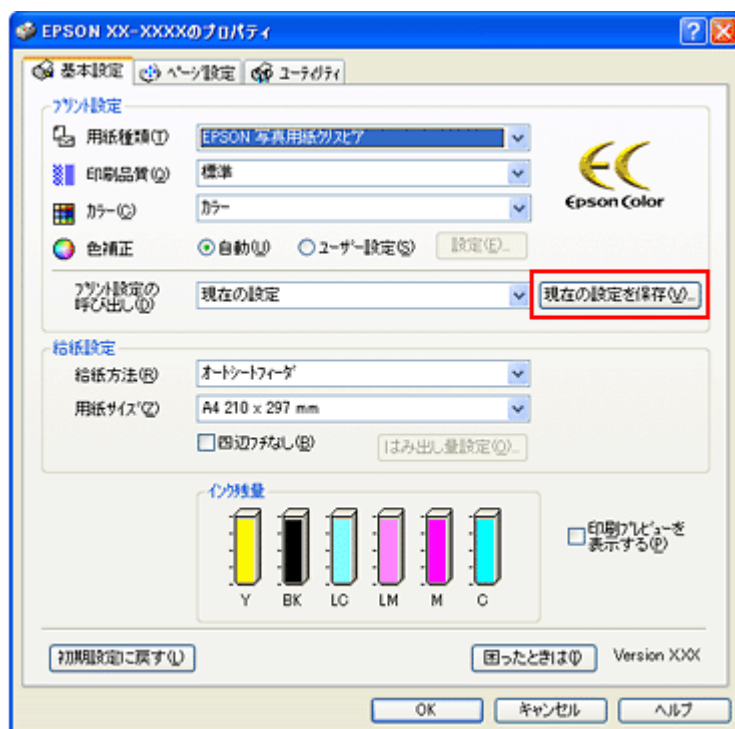 EPSON XX-XXXXのプロパティ
基本設定 ページ設定 ユーティリティ
プリント設定
用紙種類(T) EPSON 写真用紙クリスピア
印刷品質(Q) 標準
カラー(C) カラー
Epson Color
色補正 自動(U) ユーザー設定(S) 設定(E)...
プリント設定の
呼び出し(D) 現在の設定 現在の設定を保存(V)...
給紙設定
給紙方法(R) オートシートフィーダ
用紙サイズ(Z) A4 210 x 297 mm
四辺フチなし(B) はみ出し量設定(O)...
インク残量
印刷プレビューを
表示する(P)
Y BK LC LM M C
初期設定に戻す(L) 困ったときは(I) Version XXX
OK キャンセル ヘルプ